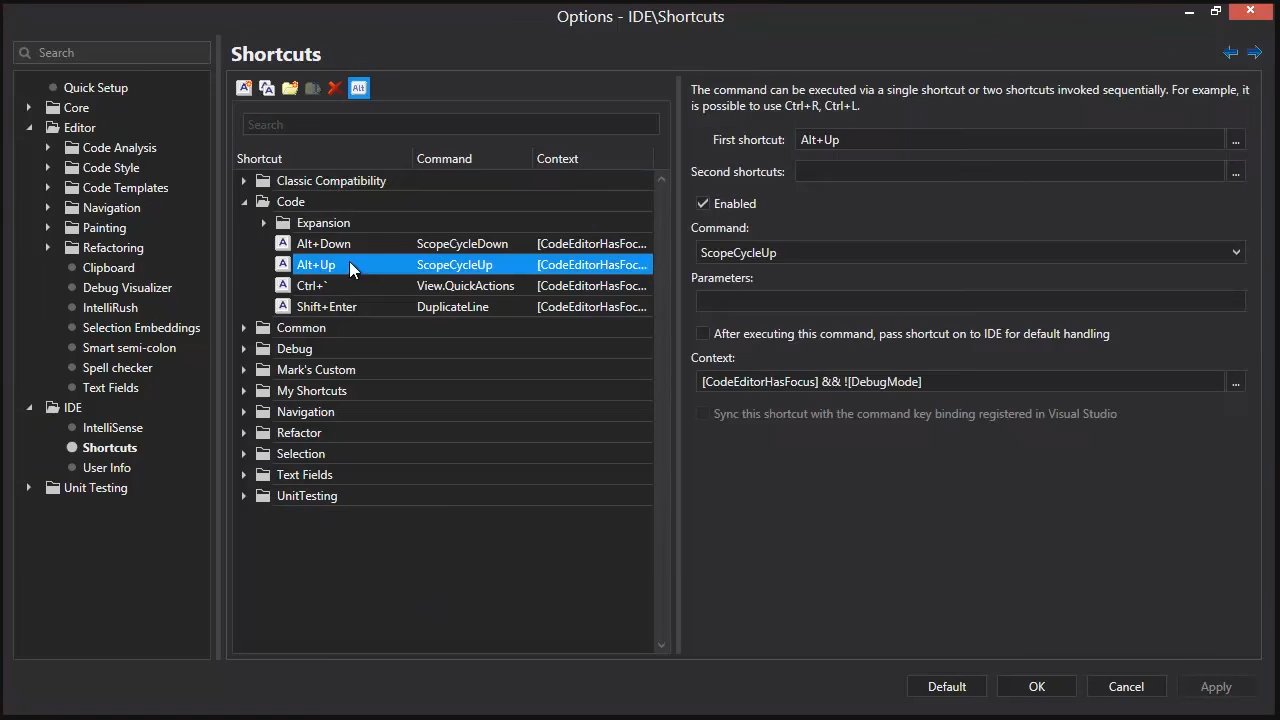 Options - IDE\Shortcuts
Search
Quick Setup
Core
Editor
Code Analysis
Code Style
Code Templates
Navigation
Painting
Refactoring
Clipboard
Debug Visualizer
IntelliRush
Selection Embeddings
Smart semi-colon
Spell checker
Text Fields
IDE
IntelliSense
Shortcuts
User Info
Unit Testing
Shortcuts
Alt
Search
Shortcut Command Context
Classic Compatibility
Code
Expansion
Alt+Down ScopeCycleDown [CodeEditorHasFoc...
Alt+Up ScopeCycleUp [CodeEditorHasFoc...
Ctrl+` View.QuickActions [CodeEditorHasFoc...
Shift+Enter DuplicateLine [CodeEditorHasFoc...
Common
Debug
Mark's Custom
My Shortcuts
Navigation
Refactor
Selection
Text Fields
UnitTesting
The command can be executed via a single shortcut or two shortcuts invoked sequentially. For example, it
is possible to use Ctrl+R, Ctrl+L.
First shortcut: Alt+Up ...
Second shortcuts: ...
Enabled
Command:
ScopeCycleUp
Parameters:
After executing this command, pass shortcut on to IDE for default handling
Context:
[CodeEditorHasFocus] && ![DebugMode] ...
Sync this shortcut with the command key binding registered in Visual Studio
Default OK Cancel Apply